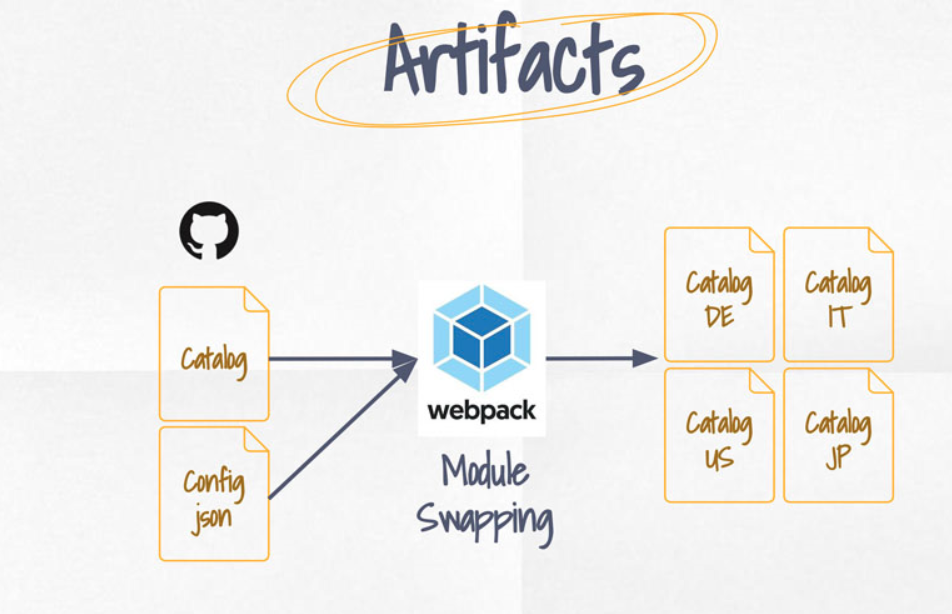 Artifacts
Catalog
Config
json
webpack
Module
Swapping
Catalog
DE
Catalog
IT
Catalog
US
Catalog
JP